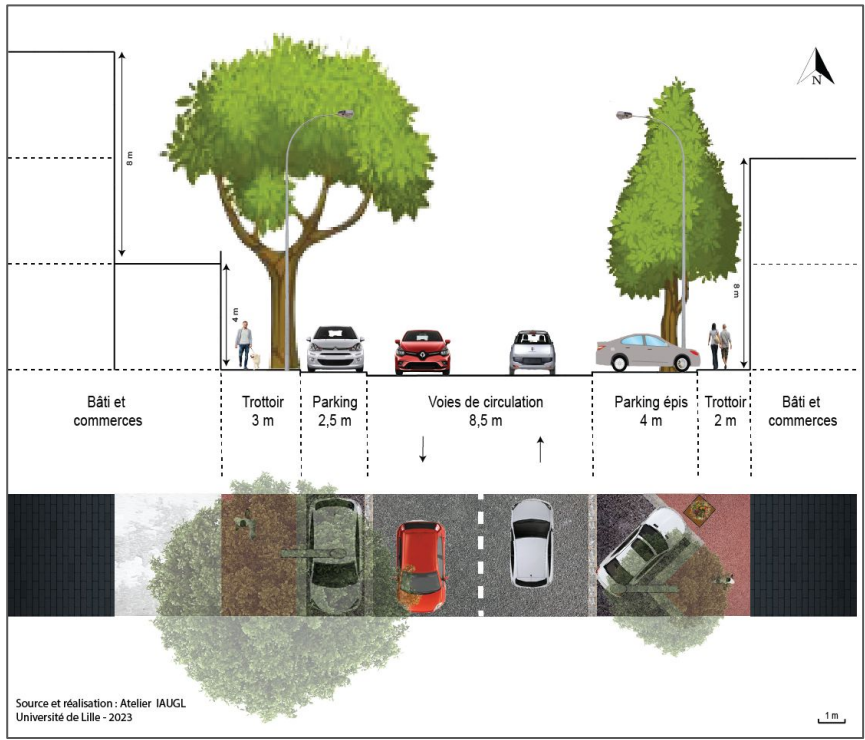 N
8 m
4 m
8 m
Bâti et
commerces
Trottoir
3 m
Parking
2,5 m
Voies de circulation
8,5 m
Parking épis
4 m
Trottoir
2 m
Bâti et
commerces
Source et réalisation : Atelier IAUGL
Université de Lille - 2023
1 m